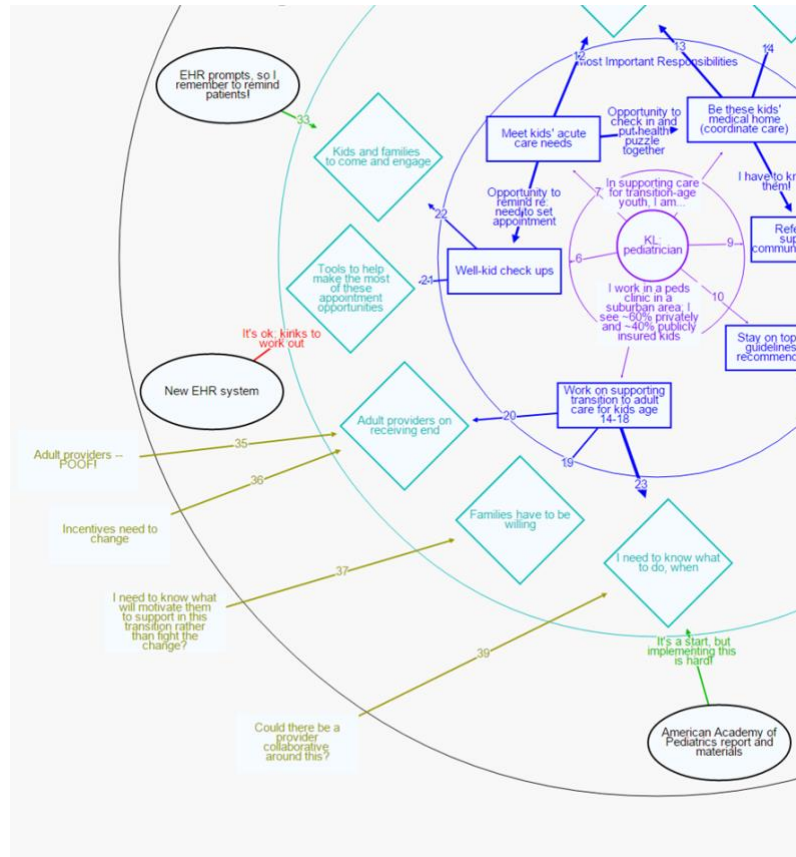 EHR prompts, so I
remember to remind
patients!
33
Kids and families
to come and engage
12
13
14
Most Important Responsibilities
Meet kids' acute
care needs
Opportunity to
check in and
put health
puzzle
together
Be these kids'
medical home
(coordinate care)
I have to
them!
Opportunity to
remind re:
need to set
appointment
7
In supporting care
for transition-age
youth, I am...
22
KL:
pediatrician
9
6
Well-kid check ups
21
Tools to help
make the most
of these
appointment
opportunities
I work in a peds
clinic in a
suburban area; I
see ~60% privately
and ~40% publicly
insured kids
10
Stay on top
guidelines
It's ok; kinks to
work out
New EHR system
Work on supporting
transition to adult
care for kids age
14-18
20
19
23
Adult providers on
receiving end
35
Adult providers --
POOF!
36
Incentives need to
change
Families have to be
willing
37
I need to know what
will motivate them
to support in this
transition rather
than fight the
change?
I need to know what
to do, when
39
Could there be a
provider
collaborative
around this?
It's a start, but
implementing this
is hard!
American Academy of
Pediatrics report and
materials